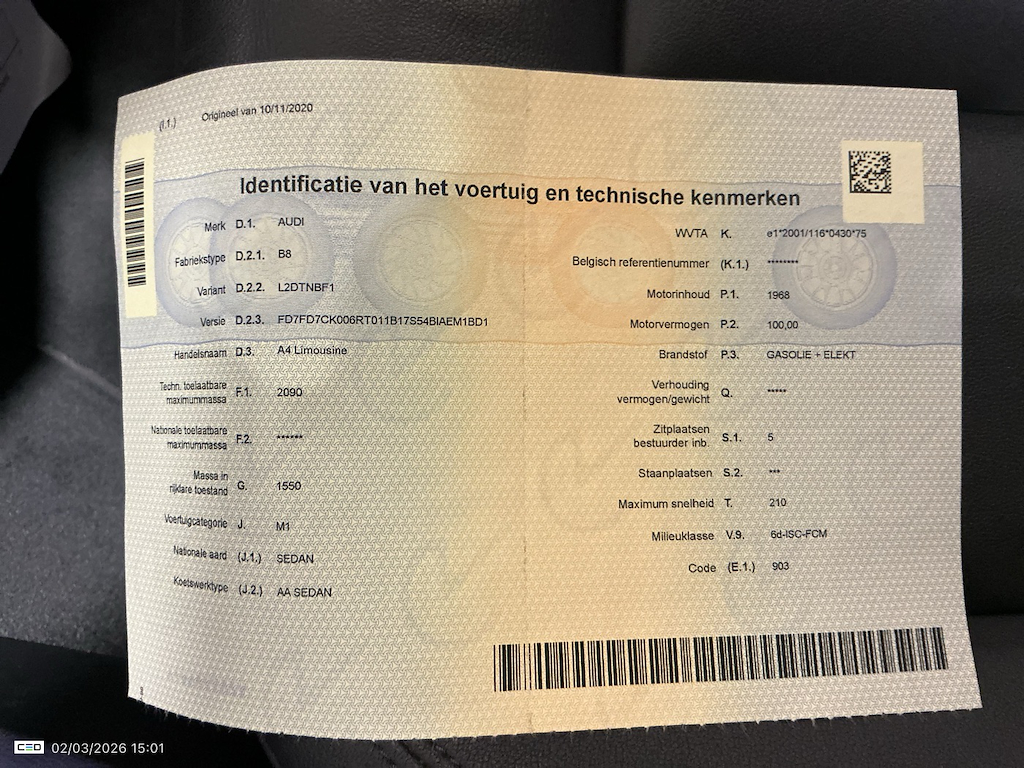 (I.1.) Origineel van 10/11/2020
Identificatie van het voertuig en technische kenmerken
Merk D.1. AUDI
Fabriekstype D.2.1. B8
Variant D.2.2. L2DTNBF1
Versie D.2.3. FD7FD7CK006RT011B17S54BIAEM1BD1
Handelsnaam D.3. A4 Limousine
Techn. toelaatbare
maximummassa F.1. 2090
Nationale toelaatbare
maximummassa F.2. ******
Massa in
rijklare toestand G. 1550
Voertuigcategorie J. M1
Nationale aard (J.1.) SEDAN
Koetswerktype (J.2.) AA SEDAN
WVTA K. e1*2001/116*0430*75
Belgisch referentienummer (K.1.) ********
Motorinhoud P.1. 1968
Motorvermogen P.2. 100,00
Brandstof P.3. GASOLIE + ELEKT
Verhouding
vermogen/gewicht Q. *****
Zitplaatsen
bestuurder inb. S.1. 5
Staanplaatsen S.2. ***
Maximum snelheid T. 210
Milieuklasse V.9. 6d-ISC-FCM
Code (E.1.) 903
CEO 02/03/2026 15:01